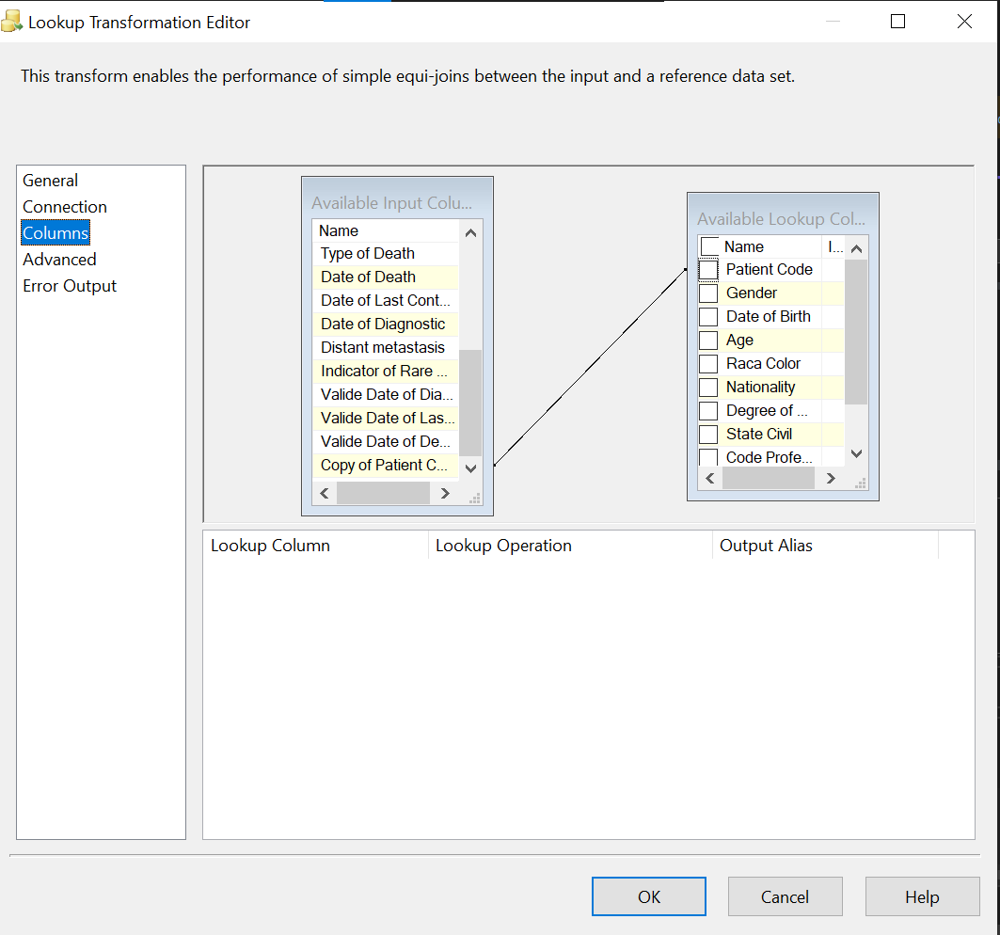 Lookup Transformation Editor
This transform enables the performance of simple equi-joins between the input and a reference data set.
General
Connection
Columns
Advanced
Error Output
Available Input Colu...
Name
Type of Death
Date of Death
Date of Last Cont...
Date of Diagnostic
Distant metastasis
Indicator of Rare ...
Valide Date of Dia...
Valide Date of Las...
Valide Date of De...
Copy of Patient C...
Available Lookup Col...
Name I...
Patient Code
Gender
Date of Birth
Age
Raca Color
Nationality
Degree of ...
State Civil
Code Profe...
Lookup Column Lookup Operation Output Alias
OK Cancel Help